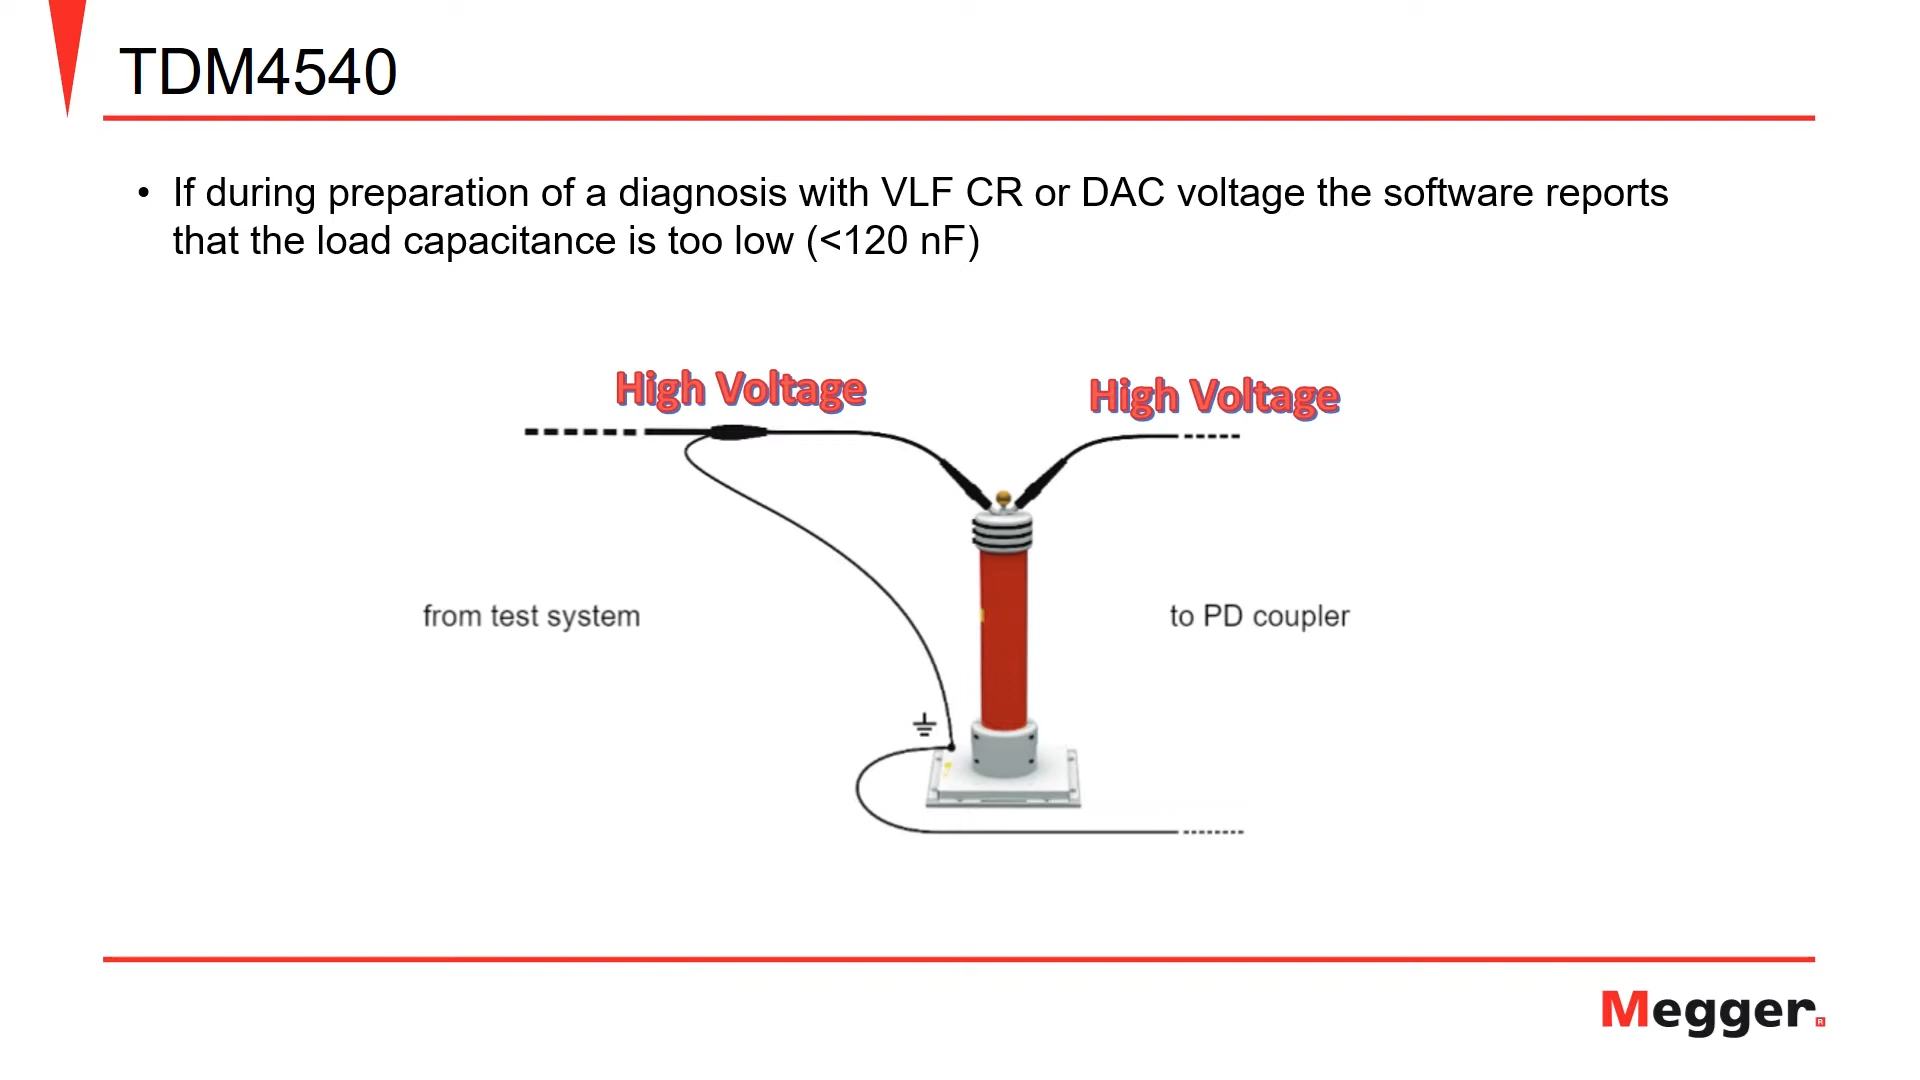 TDM4540
• If during preparation of a diagnosis with VLF CR or DAC voltage the software reports
that the load capacitance is too low (<120 nF)
High Voltage
High Voltage
from test system
to PD coupler
Megger.®